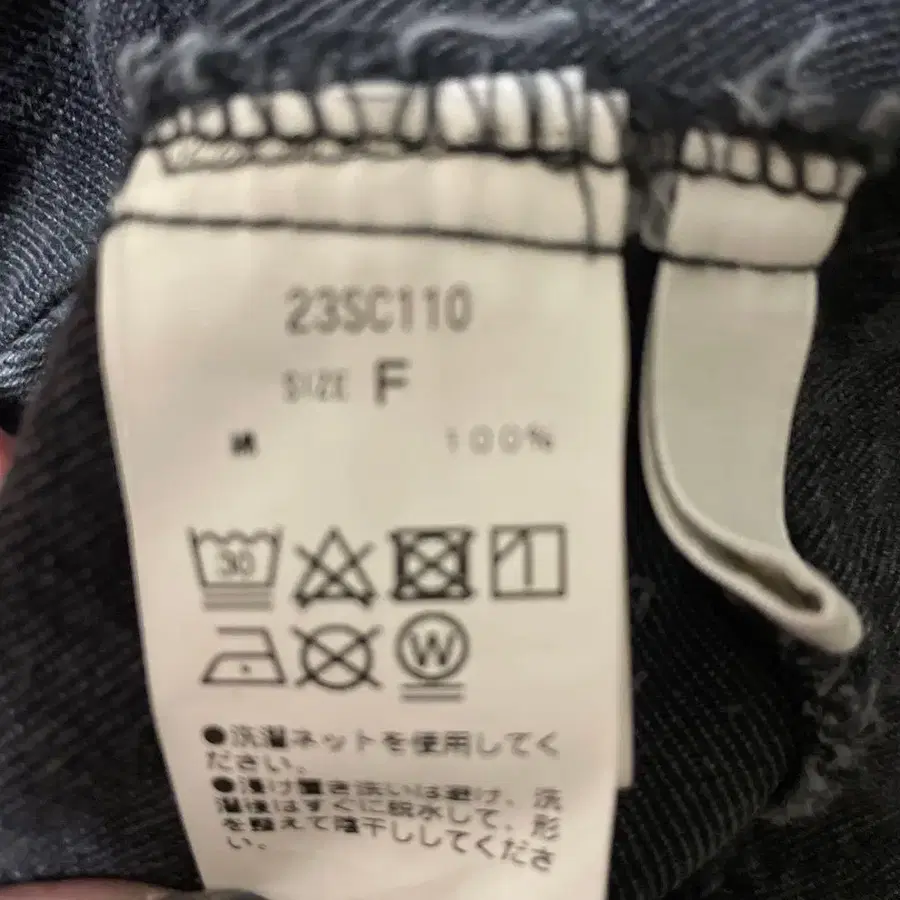 23SC110
SIZE F
綿 100%
30
W
●洗濯ネットを使用してく
ださい。
●浸け置き洗いは避け、洗
濯後はすぐに脱水して、形
を整えて陰干ししてくださ
い。